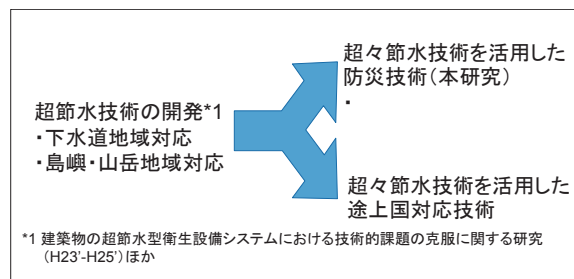 超節水技術の開発*1
・下水道地域対応
・島嶼・山岳地域対応
超々節水技術を活用した
防災技術(本研究)
・
超々節水技術を活用した
途上国対応技術
*1 建築物の超節水型衛生設備システムにおける技術的課題の克服に関する研究
(H23'-H25')ほか